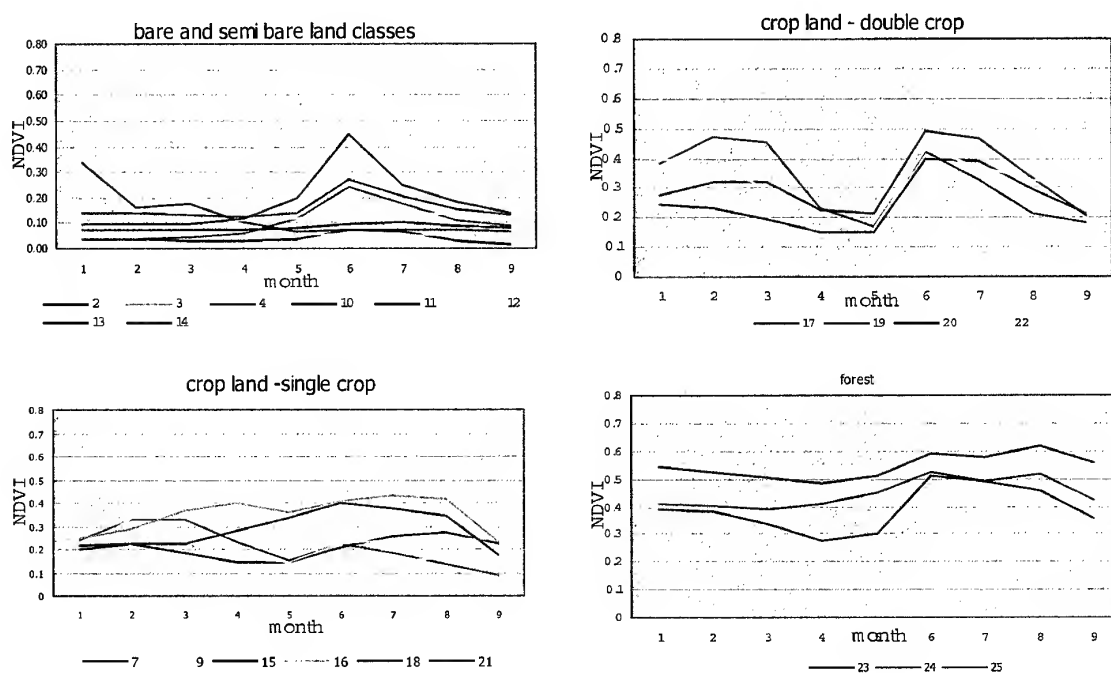 bare and semi bare land classes
0.80
0.70
0.60
0.50
0.40
0.30
0.20
0.10
0.00
NDVI
1 2 3 4 5 6 7 8 9
month
2 3 4 10 11 12
13 14
crop land - double crop
0.8
0.7
0.6
0.5
0.4
0.3
0.2
0.1
0
NDVI
1 2 3 4 5 6 7 8 9
month
17 19 20 22
crop land -single crop
0.8
0.7
0.6
0.5
0.4
0.3
0.2
0.1
0
NDVI
1 2 3 4 5 6 7 8 9
month
7 9 15 16 18 21
forest
0.8
0.7
0.6
0.5
0.4
0.3
0.2
0.1
0
NDVI
1 2 3 4 5 6 7 8 9
month
23 24 25